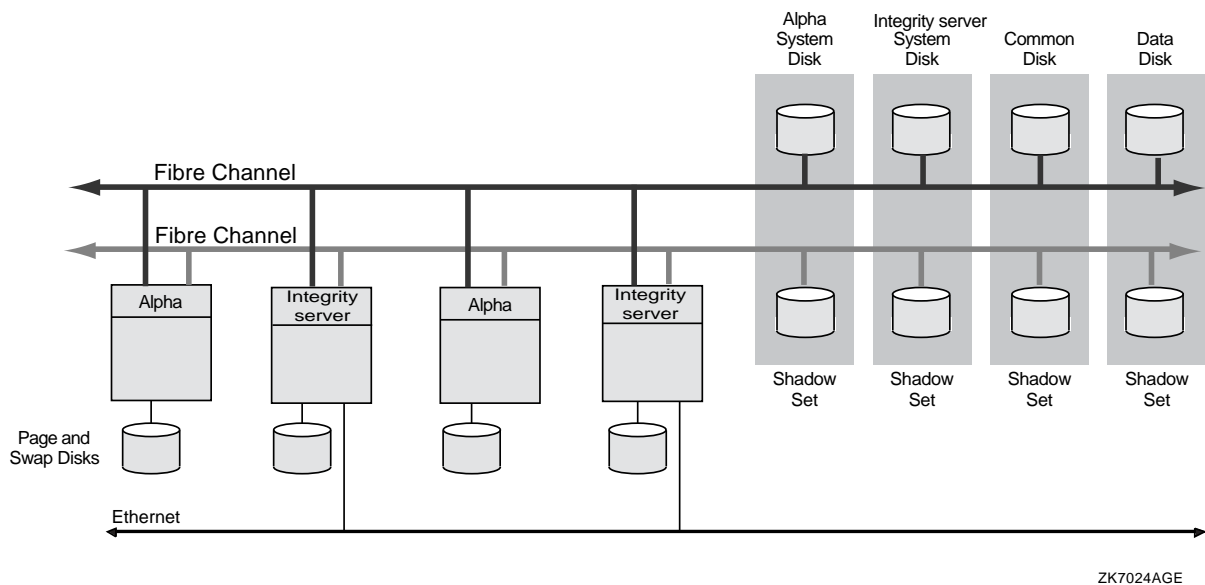 Alpha
System
Disk
Integrity server
System
Disk
Common
Disk
Data
Disk
Fibre Channel
Fibre Channel
Alpha
Integrity
server
Alpha
Integrity
server
Shadow
Set
Shadow
Set
Shadow
Set
Shadow
Set
Page and
Swap Disks
Ethernet
ZK7024AGE